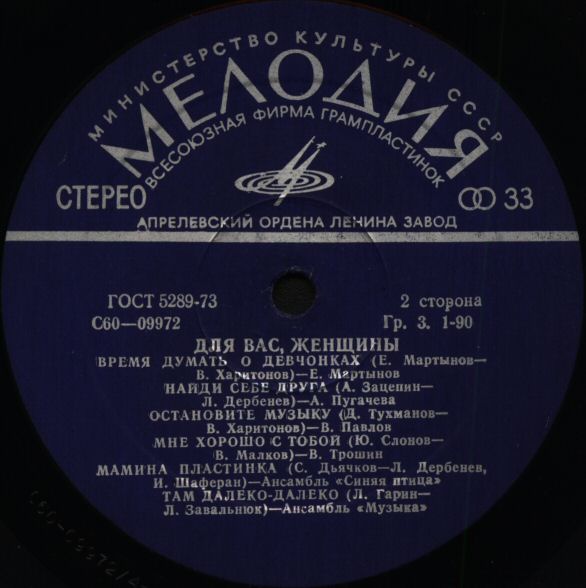 МИНИСТЕРСТВО КУЛЬТУРЫ СССР
МЕЛОДИЯ
ВСЕСОЮЗНАЯ ФИРМА ГРАМПЛАСТИНОК
СТЕРЕО
33
АПРЕЛЕВСКИЙ ОРДЕНА ЛЕНИНА ЗАВОД
ГОСТ 5289-73
2 сторона
С60—09972
Гр. 3. 1-90
ДЛЯ ВАС, ЖЕНЩИНЫ
ВРЕМЯ ДУМАТЬ О ДЕВЧОНКАХ (Е. Мартынов—
В. Харитонов)—Е. Мартынов
НАЙДИ СЕБЕ ДРУГА (А. Зацепин—
Л. Дербенев)—А. Пугачева
ОСТАНОВИТЕ МУЗЫКУ (Д. Тухманов—
В. Харитонов)—В. Павлов
МНЕ ХОРОШО С ТОБОЙ (Ю. Слонов—
В. Малков)—В. Трошин
МАМИНА ПЛАСТИНКА (С. Дьячков—Л. Дербенев,
И. Шаферан)—Ансамбль «Синяя птица»
ТАМ ДАЛЕКО-ДАЛЕКО (Л. Гарин—
Л. Завальнюк)—Ансамбль «Музыка»